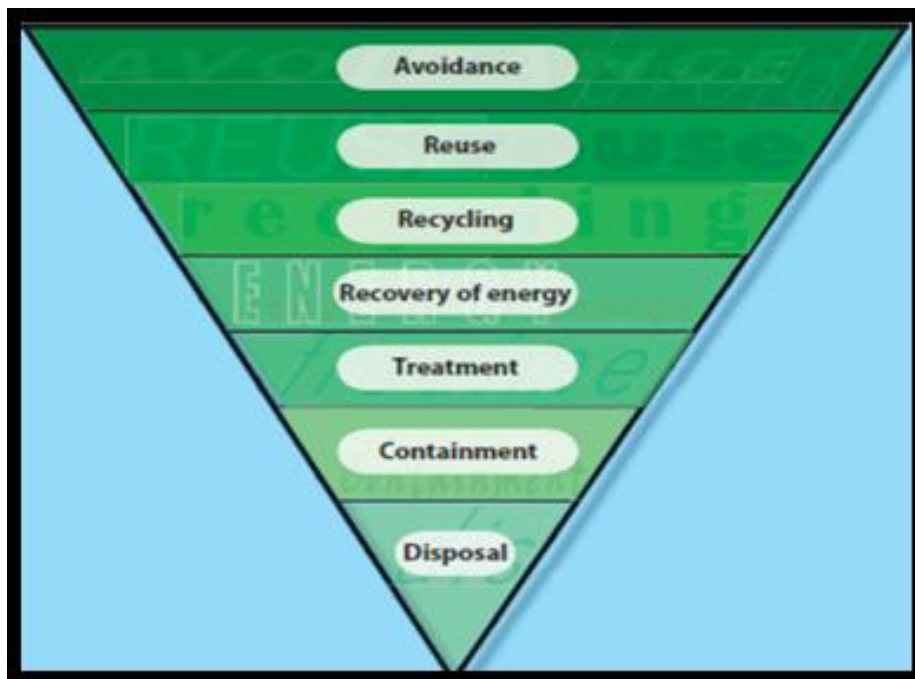 Avoidance
Reuse
Recycling
Recovery of energy
Treatment
Containment
Disposal